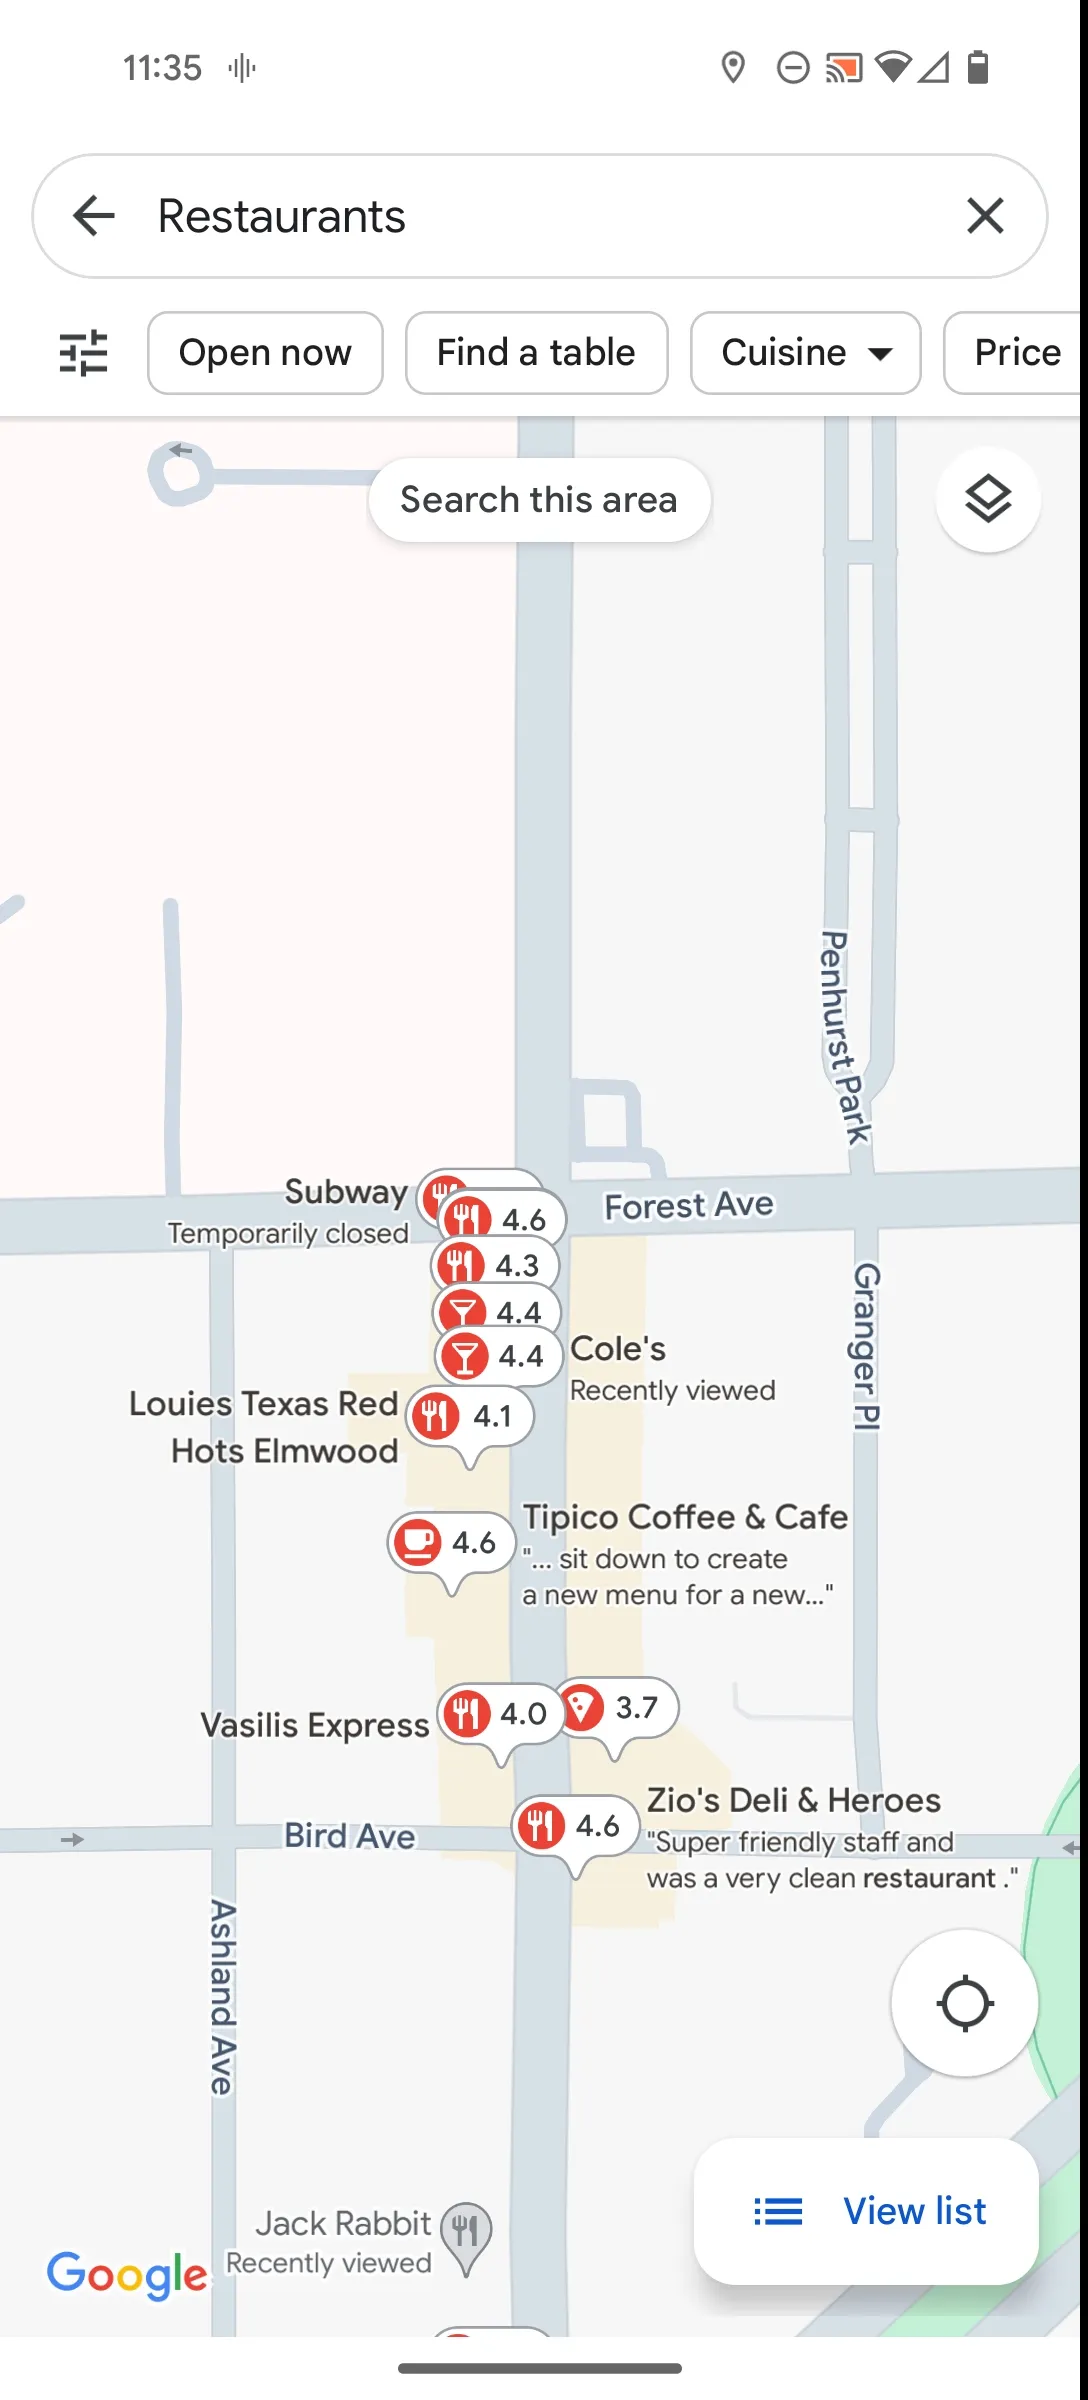 11:35
Restaurants
Open now
Find a table
Cuisine
Price
Search this area
Penhurst Park
Subway
Temporarily closed
4.6
Forest Ave
4.3
4.4
4.4
Cole's
Recently viewed
Granger Pl
Louies Texas Red
Hots Elmwood
4.1
4.6
Tipico Coffee & Cafe
"... sit down to create
a new menu for a new..."
Vasilis Express
4.0
3.7
Zio's Deli & Heroes
4.6
"Super friendly staff and
was a very clean restaurant ."
Bird Ave
Ashland Ave
Jack Rabbit
Recently viewed
Google
View list